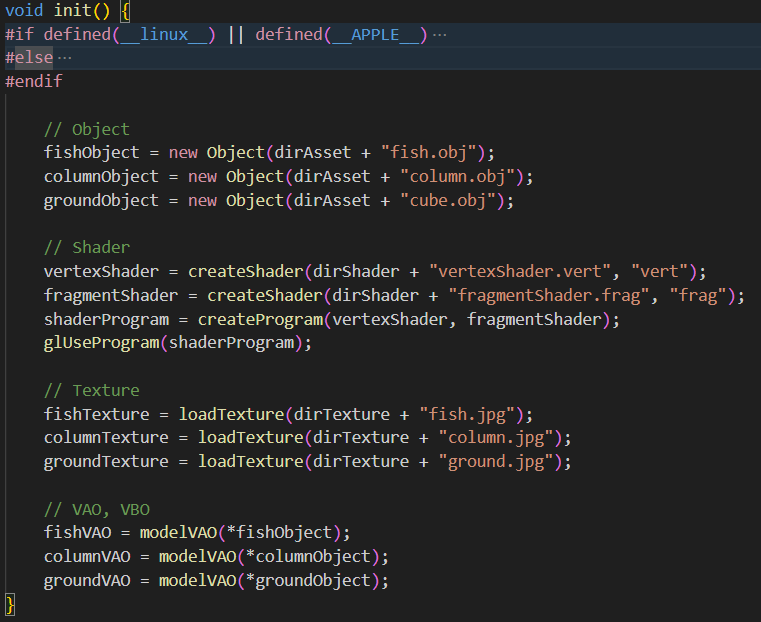 void init() {
#if defined(__linux__) || defined(__APPLE__)···
#else···
#endif
// Object
fishObject = new Object(dirAsset + "fish.obj");
columnObject = new Object(dirAsset + "column.obj");
groundObject = new Object(dirAsset + "cube.obj");
// Shader
vertexShader = createShader(dirShader + "vertexShader.vert", "vert");
fragmentShader = createShader(dirShader + "fragmentShader.frag", "frag");
shaderProgram = createProgram(vertexShader, fragmentShader);
glUseProgram(shaderProgram);
// Texture
fishTexture = loadTexture(dirTexture + "fish.jpg");
columnTexture = loadTexture(dirTexture + "column.jpg");
groundTexture = loadTexture(dirTexture + "ground.jpg");
// VAO, VBO
fishVAO = modelVAO(*fishObject);
columnVAO = modelVAO(*columnObject);
groundVAO = modelVAO(*groundObject);
}